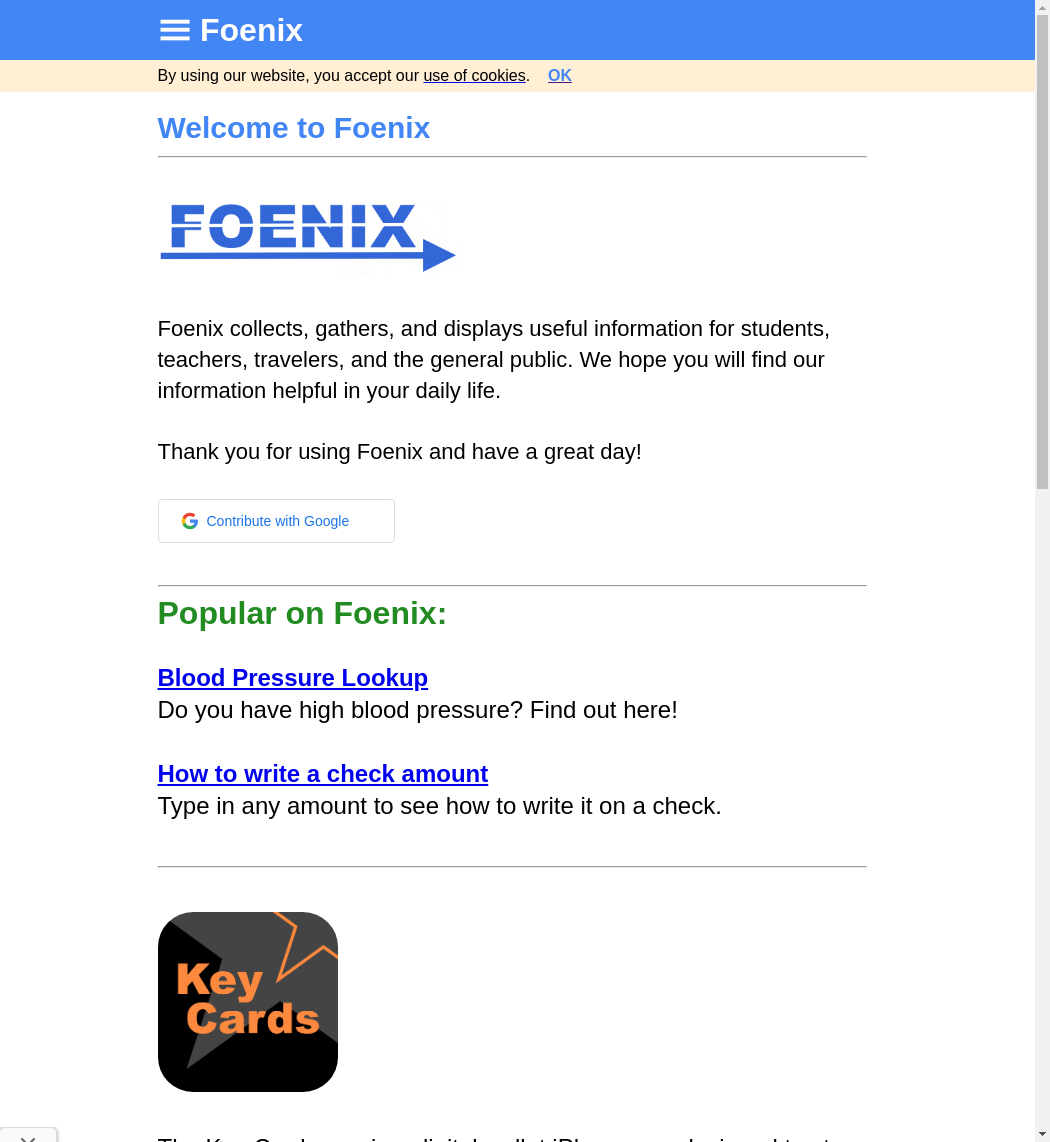 Foenix
By using our website, you accept our use of cookies. OK
Welcome to Foenix
FOENIX
Foenix collects, gathers, and displays useful information for students,
teachers, travelers, and the general public. We hope you will find our
information helpful in your daily life.
Thank you for using Foenix and have a great day!
Contribute with Google
Popular on Foenix:
Blood Pressure Lookup
Do you have high blood pressure? Find out here!
How to write a check amount
Type in any amount to see how to write it on a check.
Key
Cards